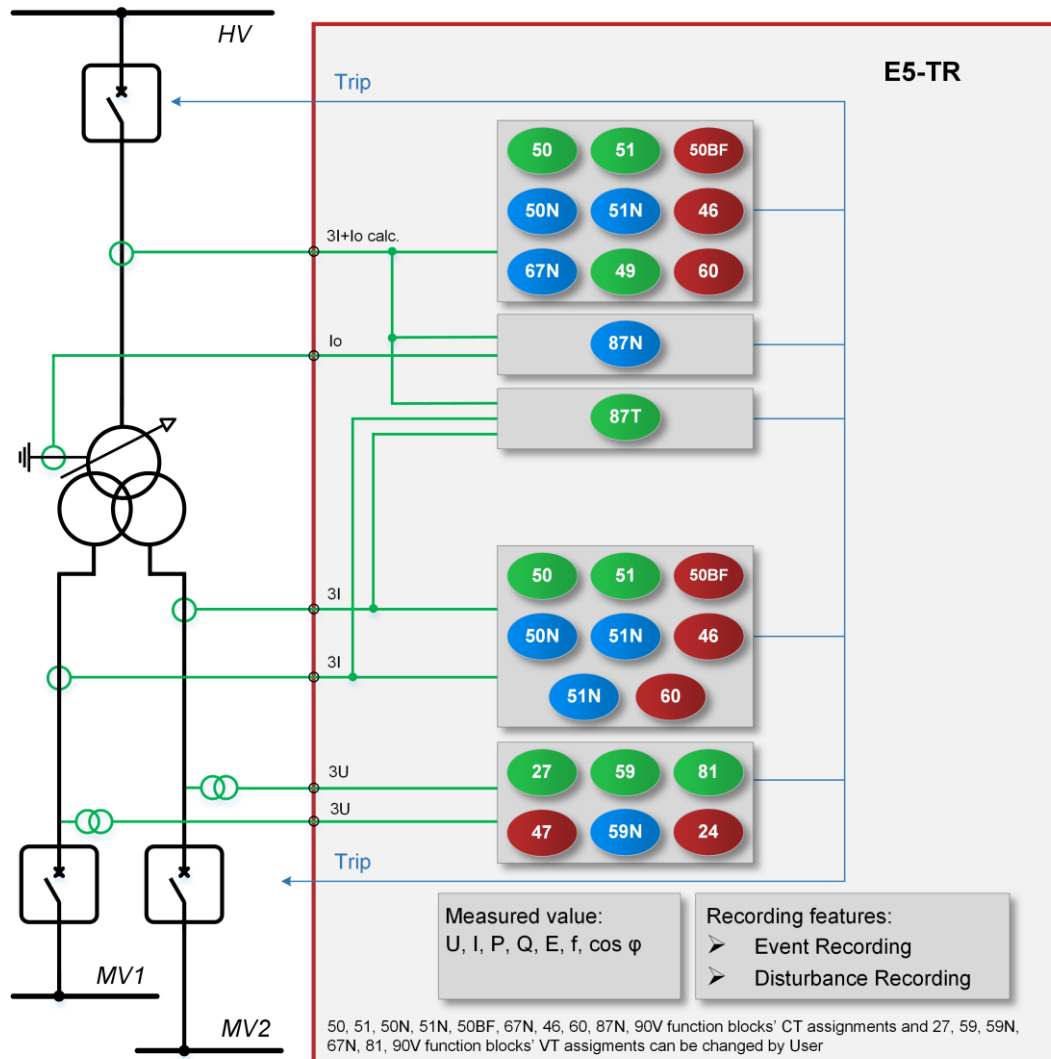 HV
E5-TR
Trip
50 51 50BF
50N 51N 46
3I+Io calc.
67N 49 60
Io
87N
87T
50 51 50BF
3I
50N 51N 46
3I
51N 60
3U
27 59 81
3U
47 59N 24
Trip
Measured value:
U, I, P, Q, E, f, cos φ
Recording features:
➢ Event Recording
➢ Disturbance Recording
MV1
MV2
50, 51, 50N, 51N, 50BF, 67N, 46, 60, 87N, 90V function blocks' CT assignments and 27, 59, 59N,
67N, 81, 90V function blocks' VT assigments can be changed by User